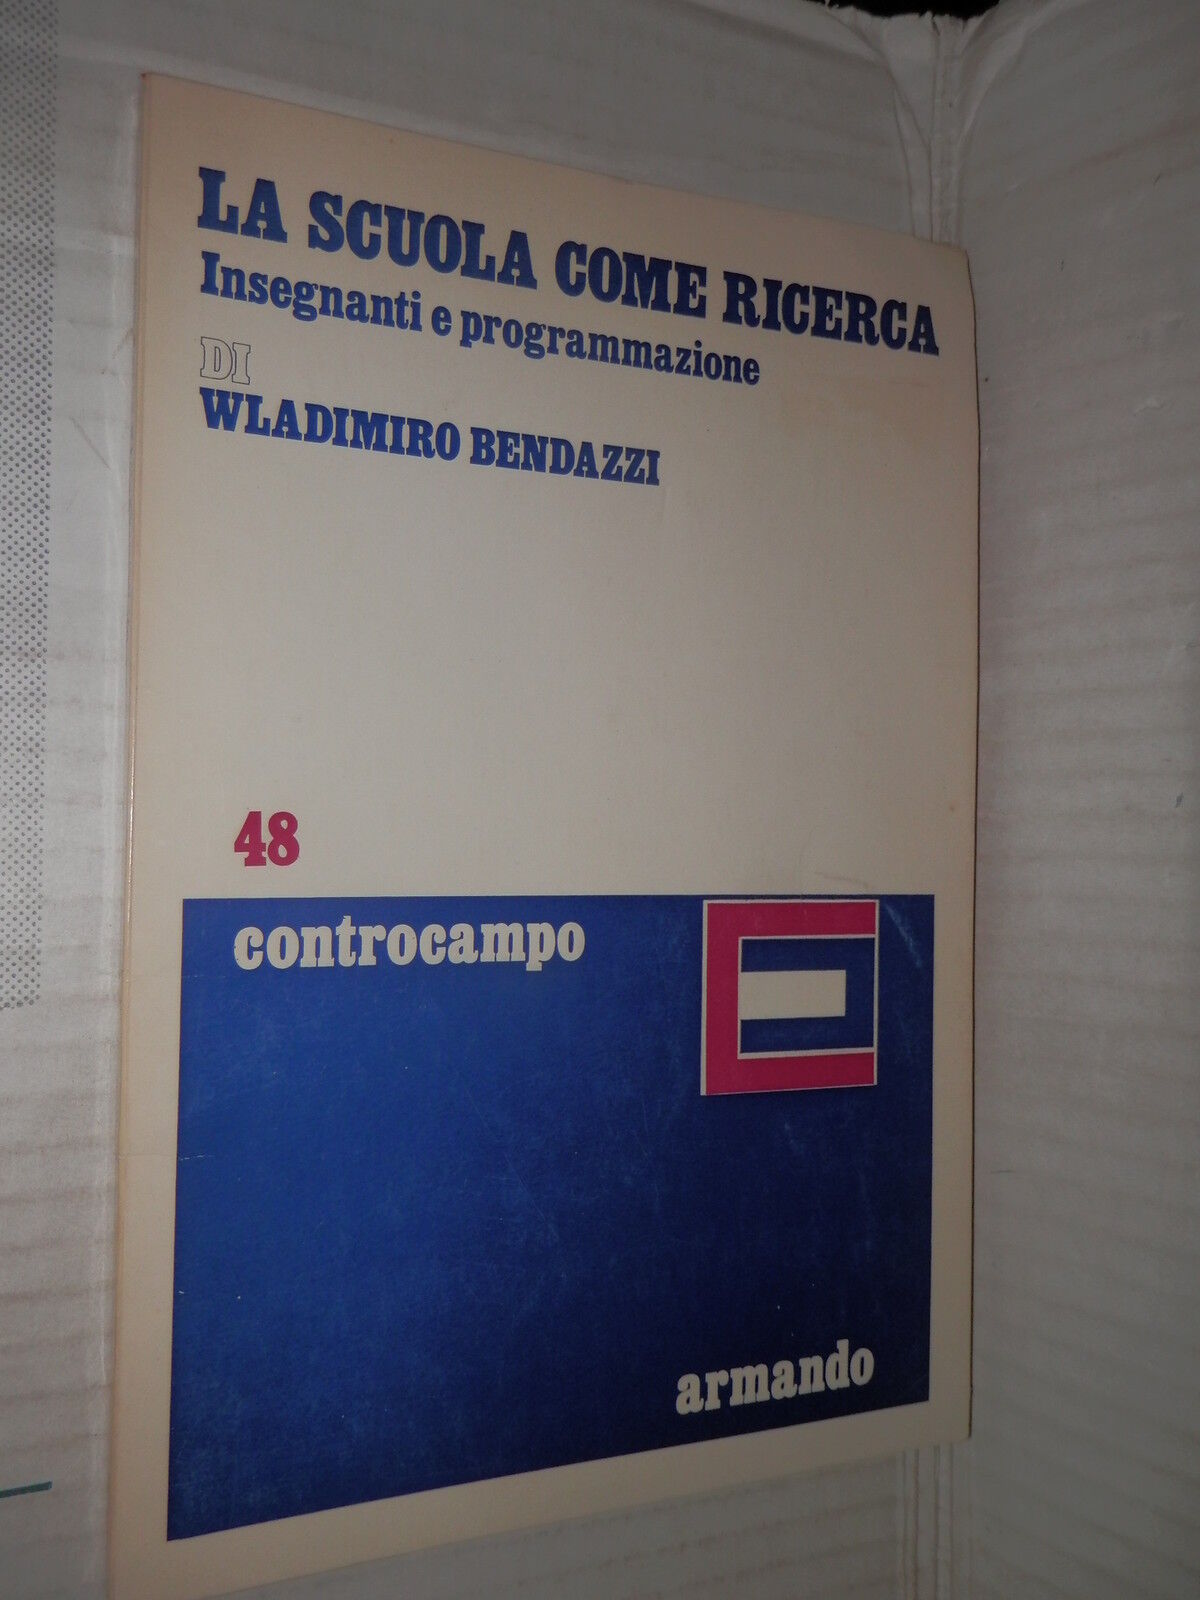 LA SCUOLA COME RICERCA
Insegnanti e programmazione
DI
WLADIMIRO BENDAZZI
48
controcampo
armando